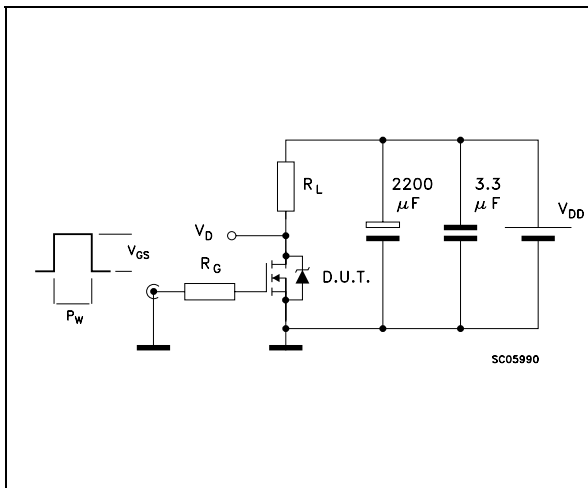 R_L
2200 μF
3.3 μF
V_DD
V_D
V_GS
R_G
D.U.T.
P_W
SC05990